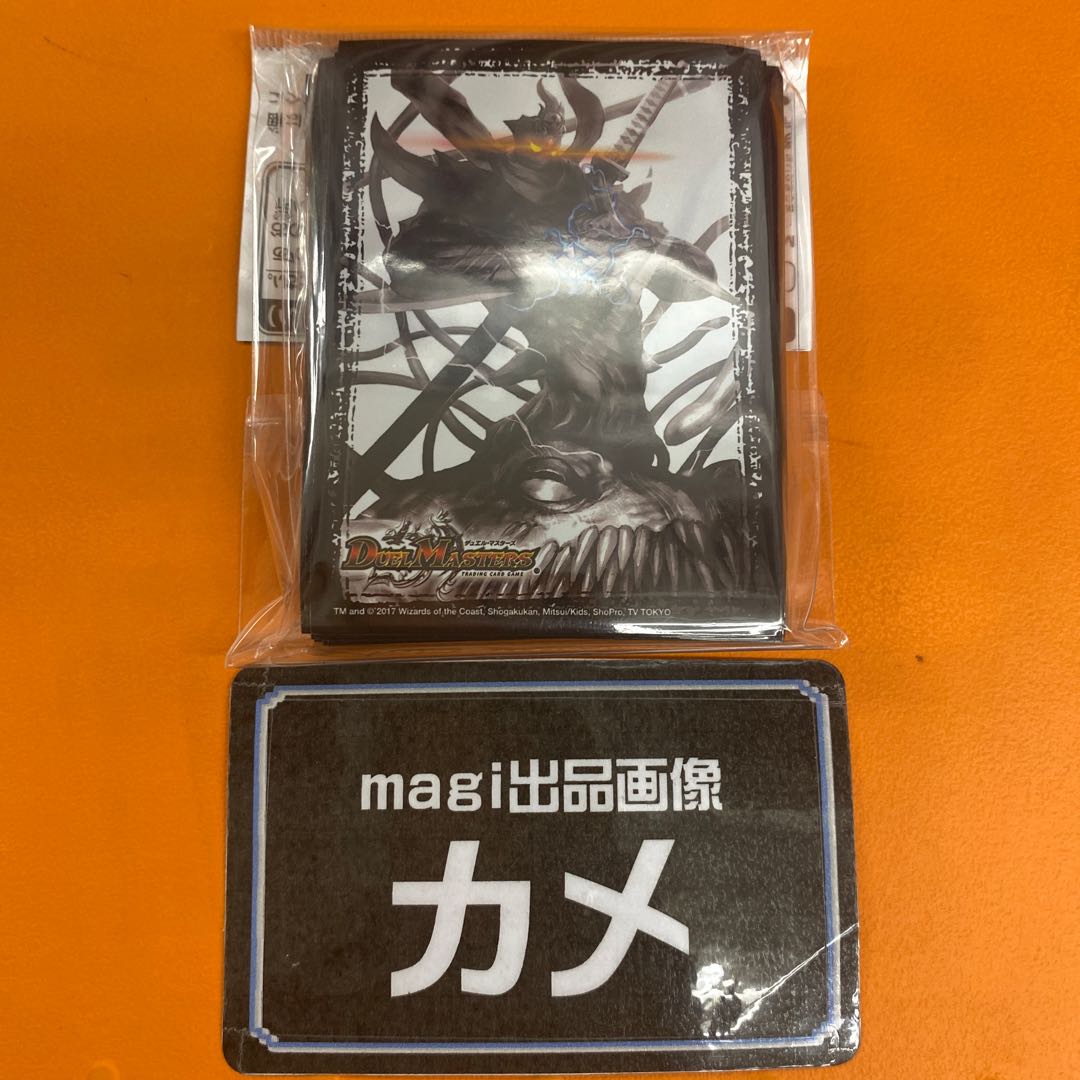 デュエル・マスターズ
DUEL MASTERS
TRADING CARD GAME
TM and © 2017 Wizards of the Coast, Shogakukan, Mitsui/Kids, ShoPro, TV TOKYO
magi出品画像
カメ